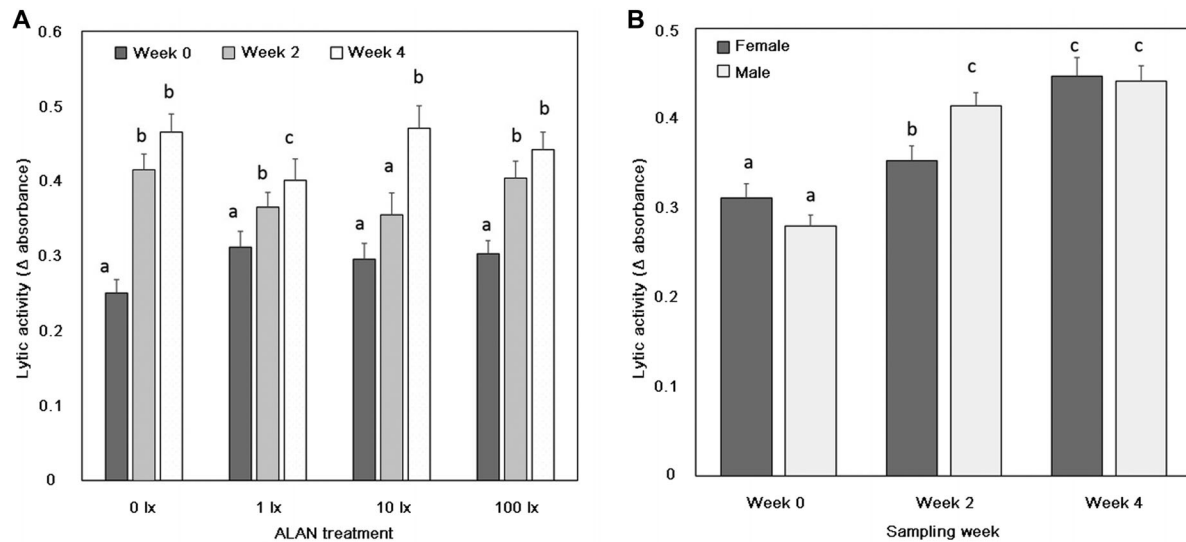 A
0.6
Week 0 Week 2 Week 4
0.5
0.4
0.3
0.2
0.1
0
Lytic activity (Δ absorbance)
a b b
a b c
a a b
a b b
0 lx 1 lx 10 lx 100 lx
ALAN treatment
B
0.5
Female
Male
0.4
0.3
0.2
0.1
0
Lytic activity (Δ absorbance)
a a
b c
c c
Week 0 Week 2 Week 4
Sampling week